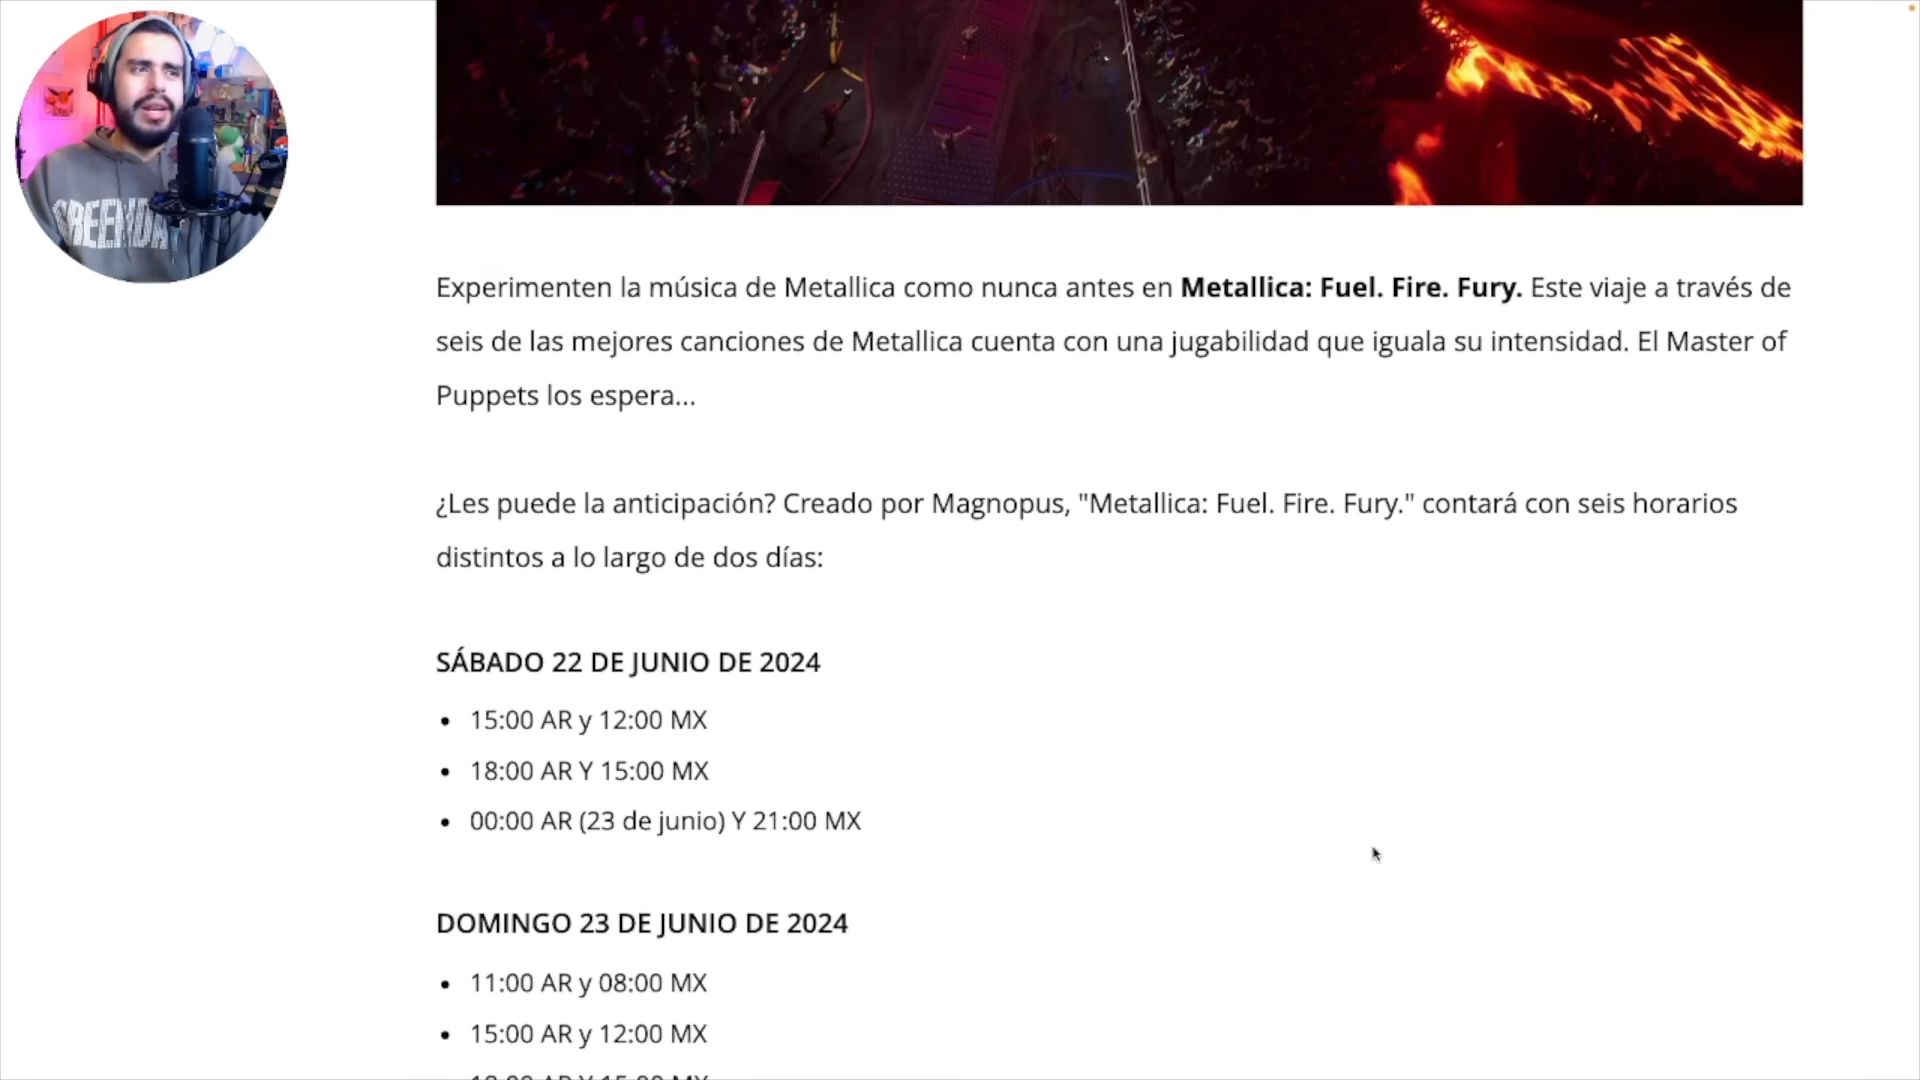 Experimenten la música de Metallica como nunca antes en Metallica: Fuel. Fire. Fury. Este viaje a través de
seis de las mejores canciones de Metallica cuenta con una jugabilidad que iguala su intensidad. El Master of
Puppets los espera...
¿Les puede la anticipación? Creado por Magnopus, "Metallica: Fuel. Fire. Fury." contará con seis horarios
distintos a lo largo de dos días:
SÁBADO 22 DE JUNIO DE 2024
• 15:00 AR y 12:00 MX
• 18:00 AR Y 15:00 MX
• 00:00 AR (23 de junio) Y 21:00 MX
DOMINGO 23 DE JUNIO DE 2024
• 11:00 AR y 08:00 MX
• 15:00 AR y 12:00 MX